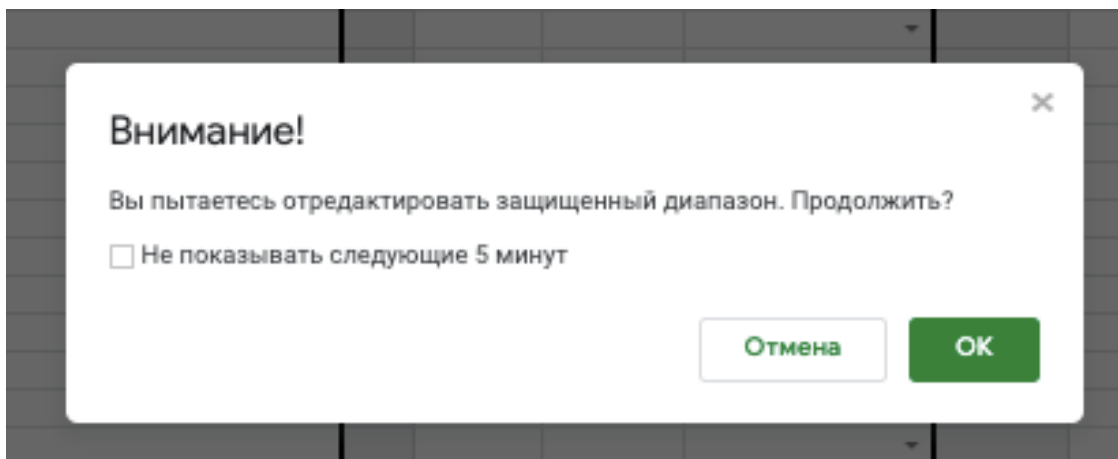 Внимание!
Вы пытаетесь отредактировать защищенный диапазон. Продолжить?
Не показывать следующие 5 минут
Отмена
ОК